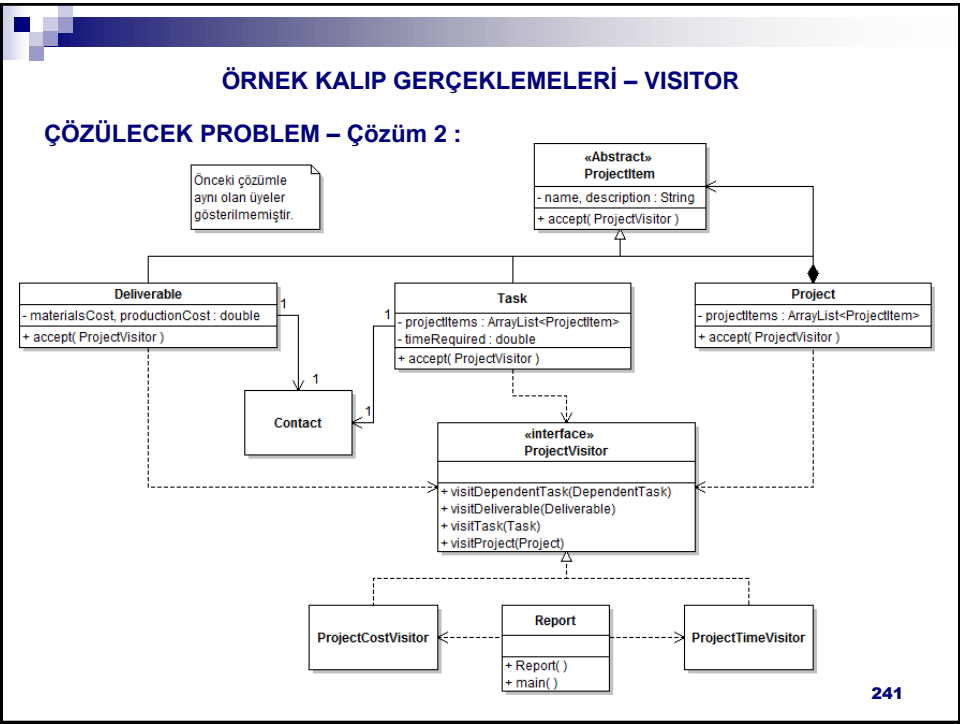 ÖRNEK KALIP GERÇEKLEMELERİ – VISITOR
ÇÖZÜLECEK PROBLEM – Çözüm 2 :
Önceki çözümle
aynı olan üyeler
gösterilmemiştir.
«Abstract»
ProjectItem
- name, description : String
+ accept( ProjectVisitor )
Deliverable
- materialsCost, productionCost : double
+ accept( ProjectVisitor )
1
1
Task
- projectItems : ArrayList<ProjectItem>
- timeRequired : double
+ accept( ProjectVisitor )
1
1
Project
- projectItems : ArrayList<ProjectItem>
+ accept( ProjectVisitor )
Contact
«interface»
ProjectVisitor
+ visitDependentTask(DependentTask)
+ visitDeliverable(Deliverable)
+ visitTask(Task)
+ visitProject(Project)
ProjectCostVisitor
Report
+ Report( )
+ main( )
ProjectTimeVisitor
241